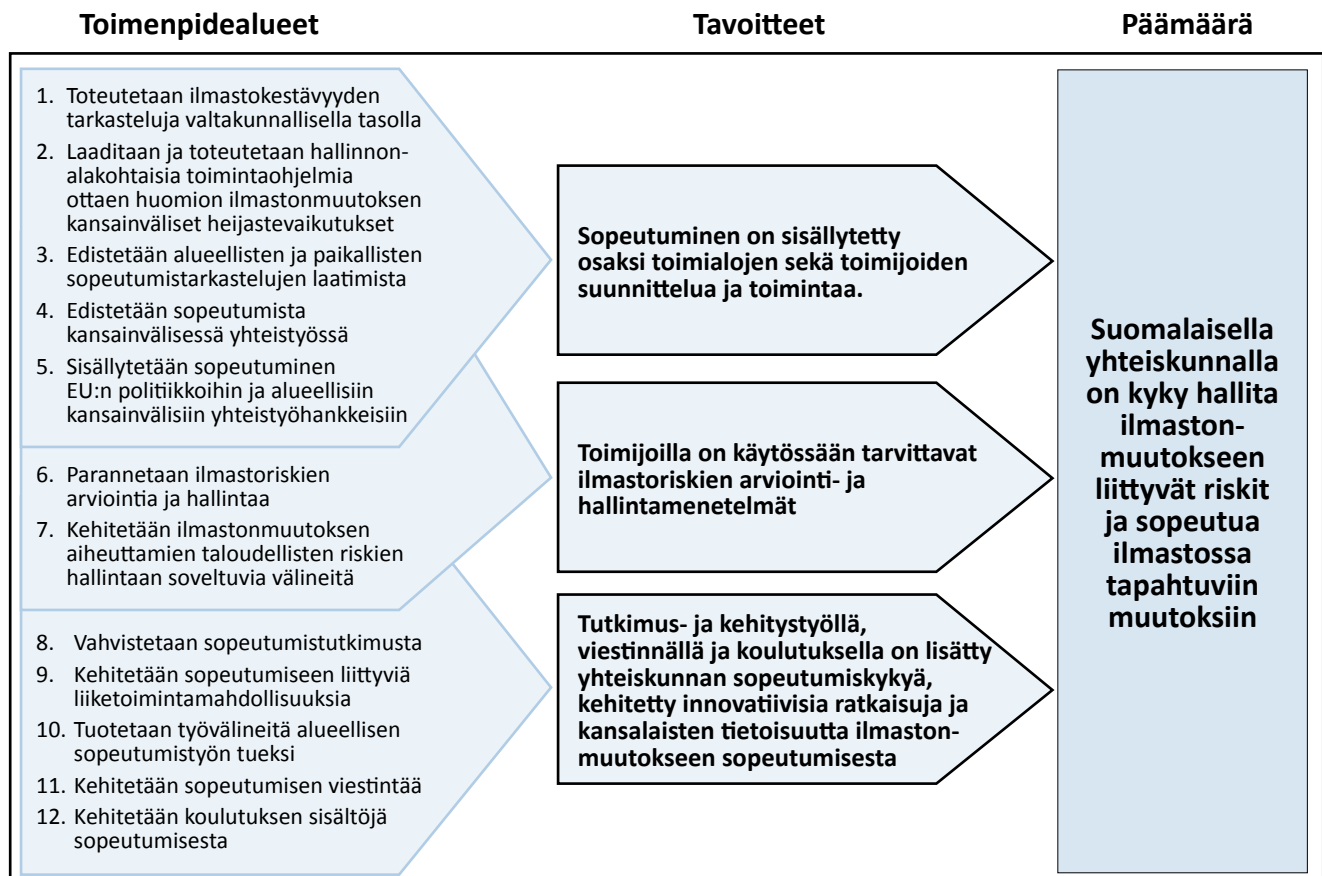 Toimenpidealueet
Tavoitteet
Päämäärä
1. Toteutetaan ilmastokestävyyden
tarkasteluja valtakunnallisella tasolla
2. Laaditaan ja toteutetaan hallinnon-
alakohtaisia toimintaohjelmia
ottaen huomion ilmastonmuutoksen
kansainväliset heijastevaikutukset
3. Edistetään alueellisten ja paikallisten
sopeutumistarkastelujen laatimista
4. Edistetään sopeutumista
kansainvälisessä yhteistyössä
5. Sisällytetään sopeutuminen
EU:n politiikkoihin ja alueellisiin
kansainvälisiin yhteistyöhankkeisiin
6. Parannetaan ilmastoriskien
arviointia ja hallintaa
7. Kehitetään ilmastonmuutoksen
aiheuttamien taloudellisten riskien
hallintaan soveltuvia välineitä
8. Vahvistetaan sopeutumistutkimusta
9. Kehitetään sopeutumiseen liittyviä
liiketoimintamahdollisuuksia
10. Tuotetaan työvälineitä alueellisen
sopeutumistyön tueksi
11. Kehitetään sopeutumisen viestintää
12. Kehitetään koulutuksen sisältöjä
sopeutumisesta
Sopeutuminen on sisällytetty
osaksi toimialojen sekä toimijoiden
suunnittelua ja toimintaa.
Toimijoilla on käytössään tarvittavat
ilmastoriskien arviointi- ja
hallintamenetelmät
Tutkimus- ja kehitystyöllä,
viestinnällä ja koulutuksella on lisätty
yhteiskunnan sopeutumiskykyä,
kehitetty innovatiivisia ratkaisuja ja
kansalaisten tietoisuutta ilmaston-
muutokseen sopeutumisesta
Suomalaisella
yhteiskunnalla
on kyky hallita
ilmaston-
muutokseen
liittyvät riskit
ja sopeutua
ilmastossa
tapahtuviin
muutoksiin